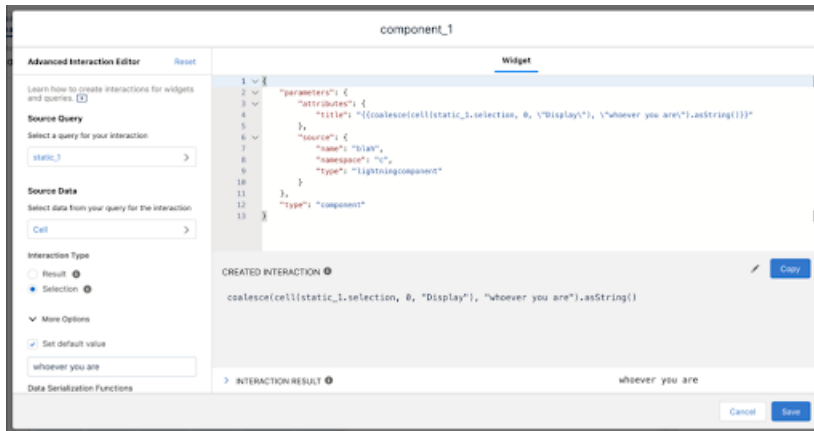 component_1
Advanced Interaction Editor
Reset
Learn how to create interactions for widgets
and queries.
Source Query
Select a query for your interaction
static_1
Source Data
Select data from your query for the interaction
Cell
Interaction Type
Result
Selection
More Options
Set default value
whoever you are
Data Serialization Functions
Widget
1 {
2 "parameters": {
3 "attributes": {
4 "title": "{{coalesce(cell(static_1.selection, 0, \"Display\"), \"whoever you are\").asString()}}"
5 },
6 "source": {
7 "name": "blah",
8 "namespace": "c",
9 "type": "lightningcomponent"
10 }
11 },
12 "type": "component"
13 }
CREATED INTERACTION
Copy
coalesce(cell(static_1.selection, 0, "Display"), "whoever you are").asString()
INTERACTION RESULT
whoever you are
Cancel
Save